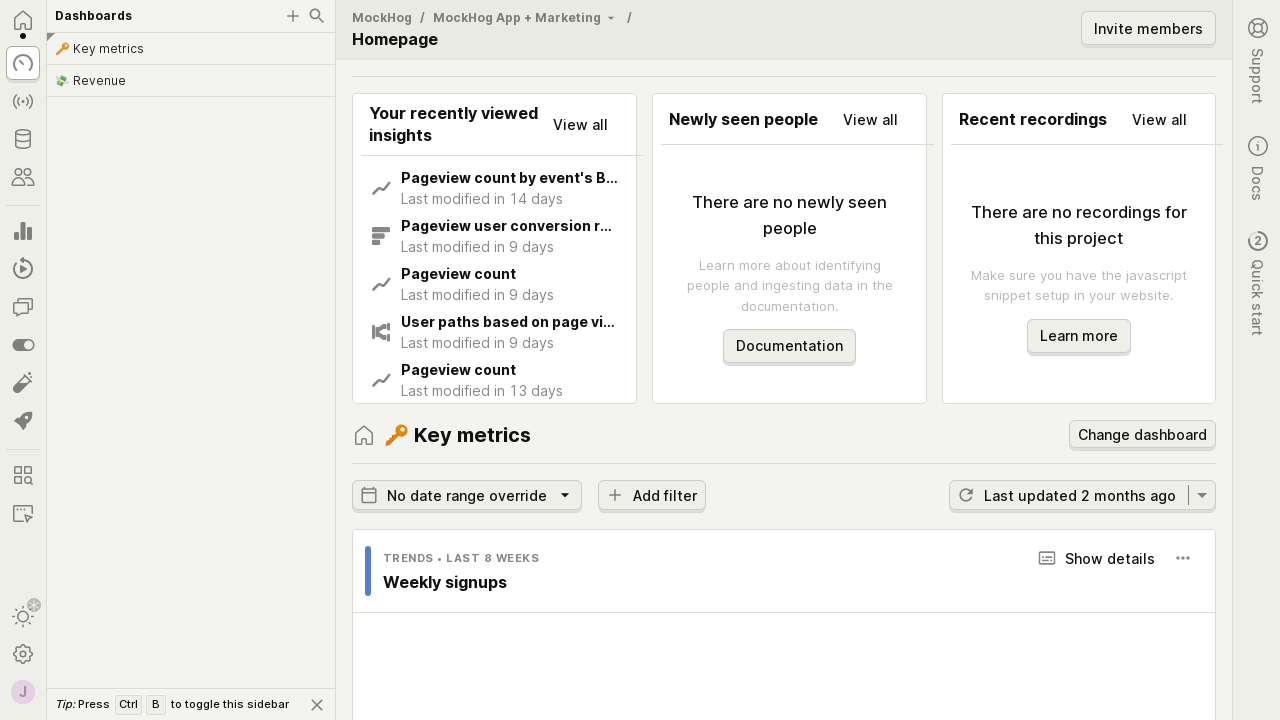 Dashboards
🔑 Key metrics
💸 Revenue
Tip: Press Ctrl B to toggle this sidebar
J
MockHog / MockHog App + Marketing /
Homepage
Invite members
Your recently viewed
insights
View all
Pageview count by event's B...
Last modified in 14 days
Pageview user conversion r...
Last modified in 9 days
Pageview count
Last modified in 9 days
User paths based on page vi...
Last modified in 9 days
Pageview count
Last modified in 13 days
Newly seen people
View all
There are no newly seen
people
Learn more about identifying
people and ingesting data in the
documentation.
Documentation
Recent recordings
View all
There are no recordings for
this project
Make sure you have the javascript
snippet setup in your website.
Learn more
🔑 Key metrics
Change dashboard
No date range override
Add filter
Last updated 2 months ago
TRENDS • LAST 8 WEEKS
Weekly signups
Show details
Support
Docs
2
Quick start